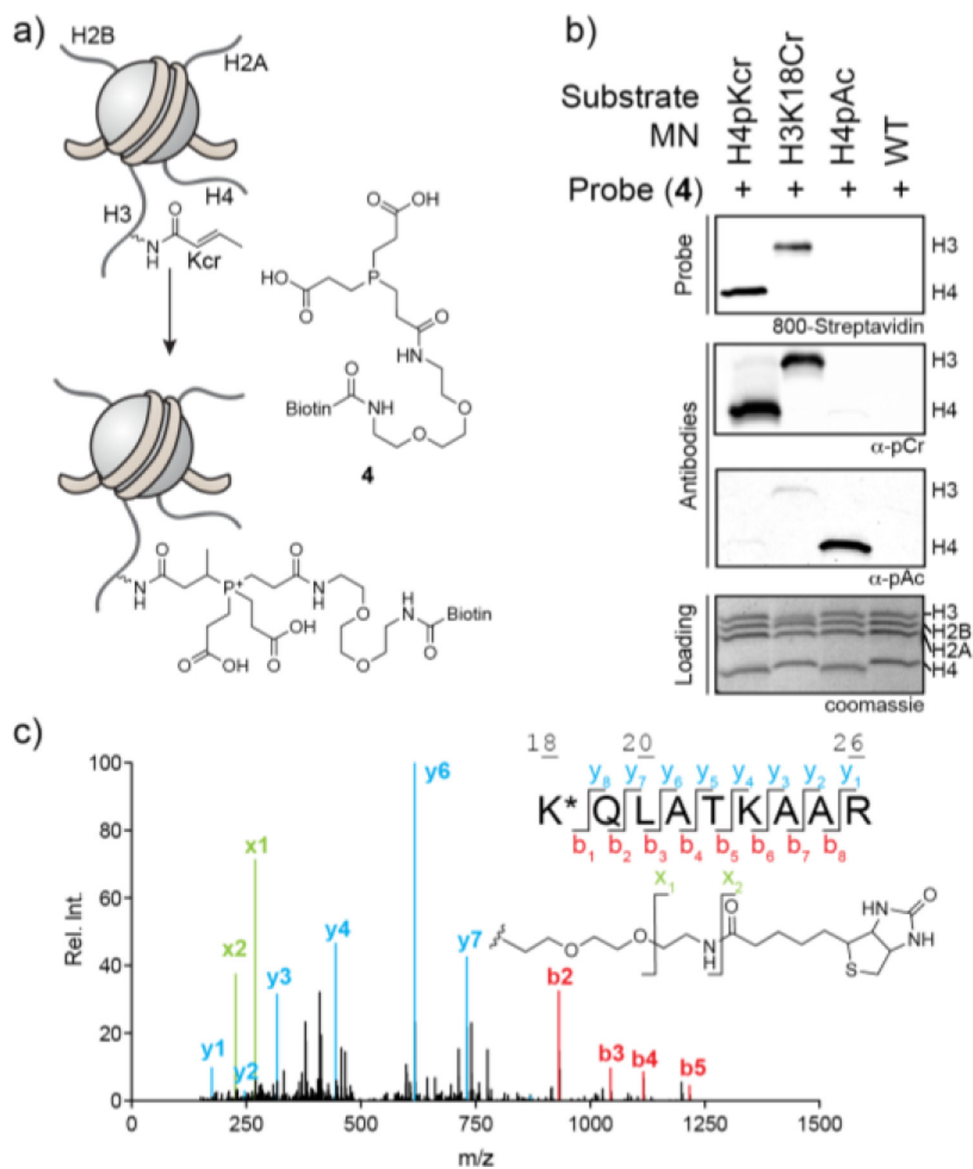 a)
H2B
H2A
H3
H4
O
N
H
Kcr
O
OH
HO
O
P
O
HN
O
O
Biotin
NH
O
4
O
NH
P+
O
N
H
O
O
OH
O
OH
O
H
N
Biotin
O
b)
Substrate MN
H4pKcr
H3K18Cr
H4pAc
WT
Probe (4) + + + +
Probe
H3
H4
800-Streptavidin
Antibodies
H3
H4
α-pCr
H3
H4
α-pAc
Loading
H3
H2B
H2A
H4
coomassie
c)
Rel. Int.
100
80
60
40
20
0
0 250 500 750 1000 1250 1500
m/z
y1
x2
y2
x1
y3
y4
y6
y7
b2
b3
b4
b5
18 20 26
y8 y7 y6 y5 y4 y3 y2 y1
K* Q L A T K A A R
b1 b2 b3 b4 b5 b6 b7 b8
x1 x2
O
O
N
H
O
S
HN
NH
O